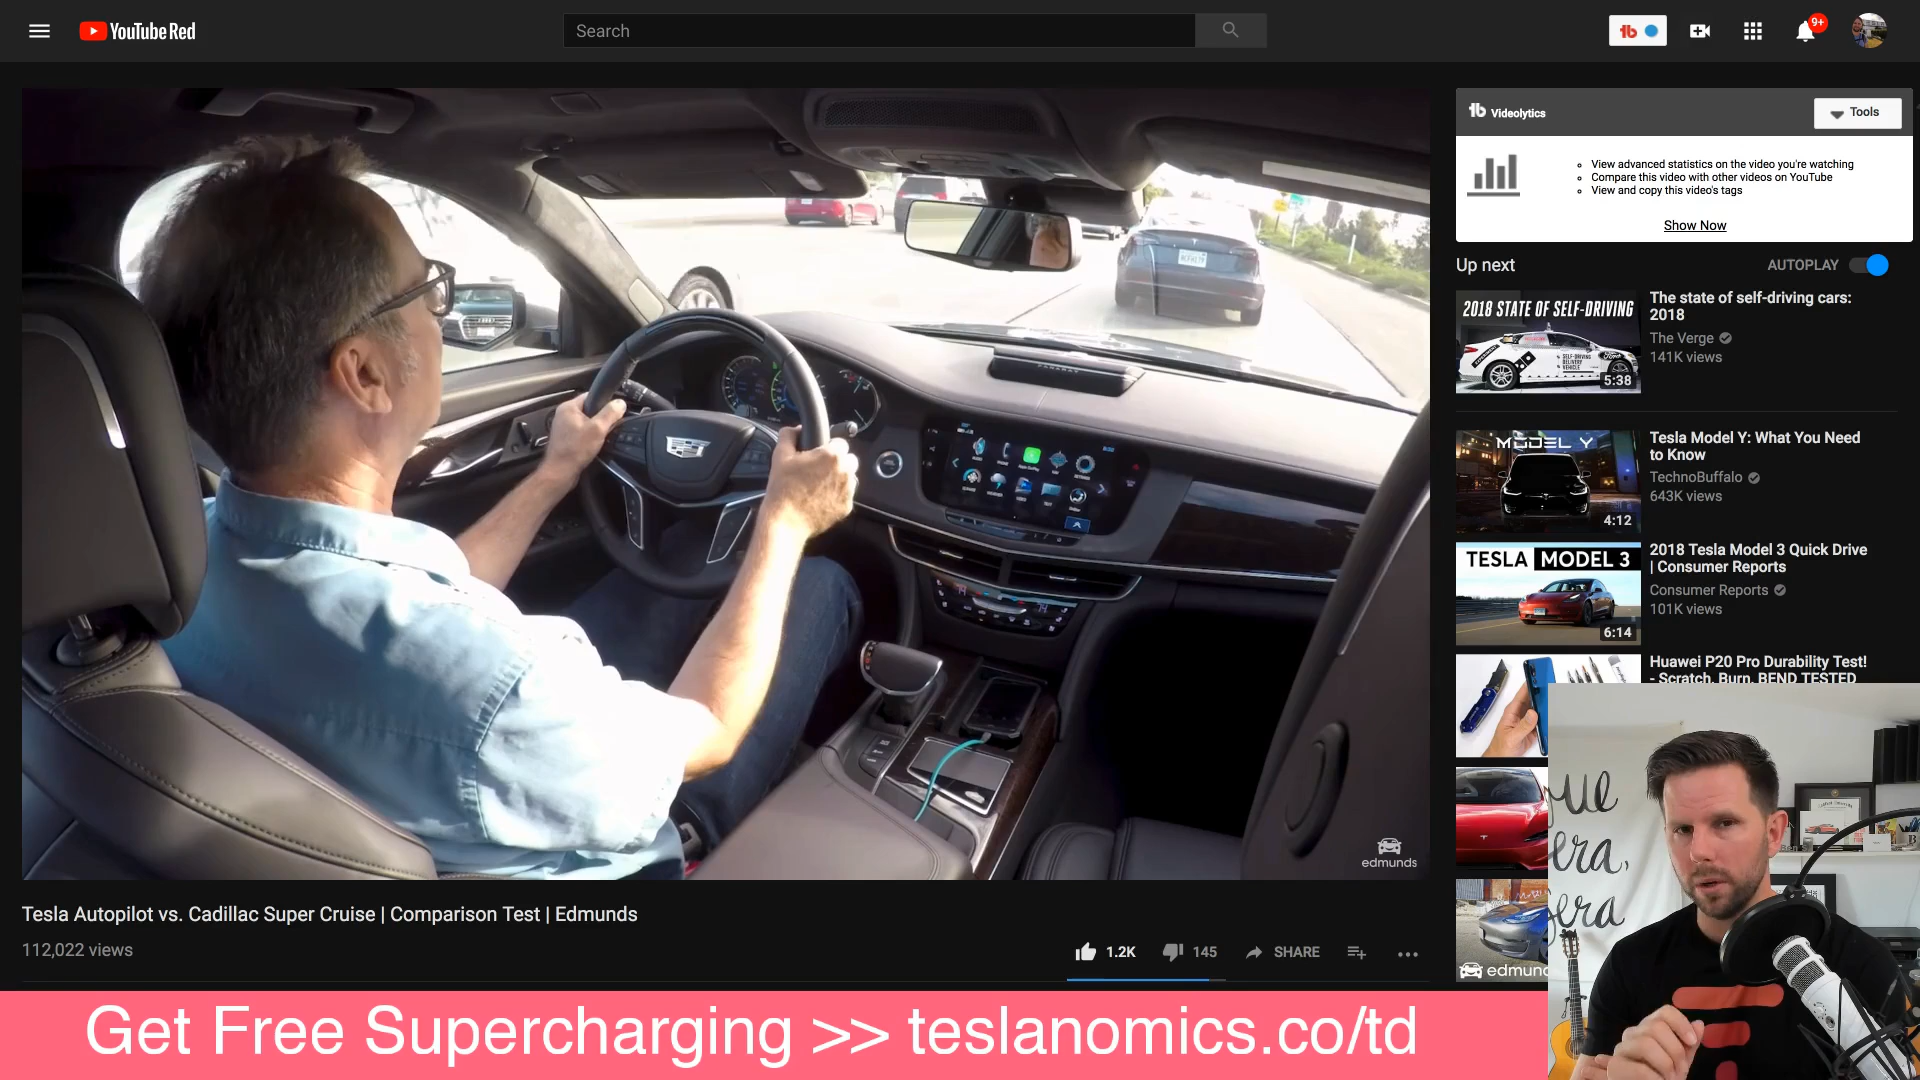 YouTube Red
Search
9+
Videolytics
Tools
View advanced statistics on the video you're watching
Compare this video with other videos on YouTube
View and copy this video's tags
Show Now
Up next
AUTOPLAY
2018 STATE OF SELF-DRIVING
5:38
The state of self-driving cars:
2018
The Verge
141K views
MODEL Y
4:12
Tesla Model Y: What You Need
to Know
TechnoBuffalo
643K views
TESLA MODEL 3
6:14
2018 Tesla Model 3 Quick Drive
| Consumer Reports
Consumer Reports
101K views
Huawei P20 Pro Durability Test!
- Scratch, Burn, BEND TESTED
edmunds
Tesla Autopilot vs. Cadillac Super Cruise | Comparison Test | Edmunds
112,022 views
1.2K
145
SHARE
Get Free Supercharging >> teslanomics.co/td